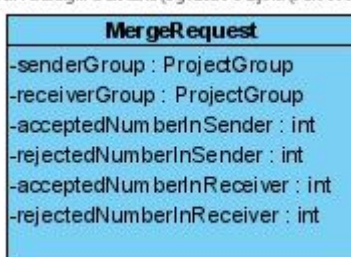 MergeRequest
-senderGroup : ProjectGroup
-receiverGroup : ProjectGroup
-acceptedNumberInSender : int
-rejectedNumberInSender : int
-acceptedNumberInReceiver : int
-rejectedNumberInReceiver : int